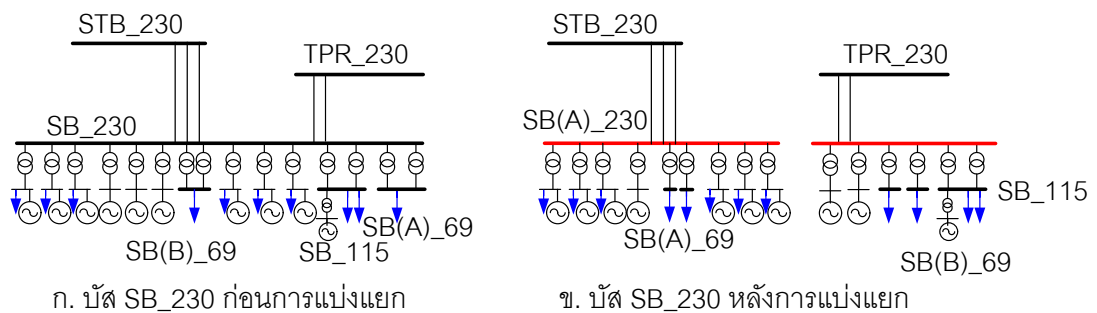 STB_230
TPR_230
SB_230
SB(B)_69
SB_115
SB(A)_69
ก. บัส SB_230 ก่อนการแบ่งแยก
STB_230
TPR_230
SB(A)_230
SB(A)_69
SB_115
SB(B)_69
ข. บัส SB_230 หลังการแบ่งแยก